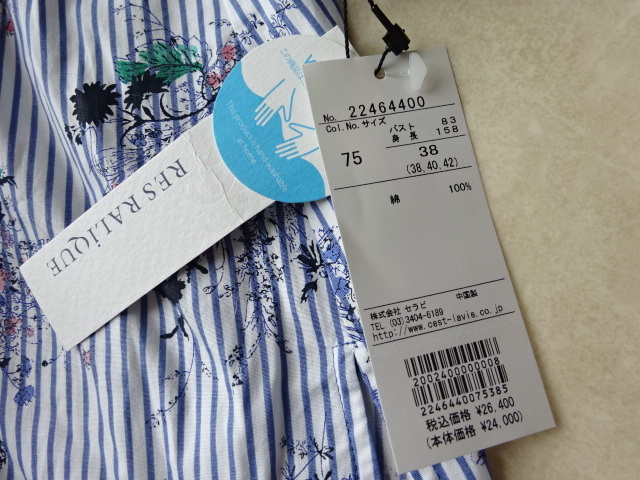 RES RALiQUE
This product is hand washable
at home
No. 22464400
Col.No.サイズ
バスト 83
身長 158
75
38
(38,40,42)
綿 100%
株式会社 セラビ 中国製
TEL (03)3404-6189
http://www.cest-lavie.co.jp
2002400000008
2246440075385
税込価格 ¥26,400
(本体価格 ¥24,000)